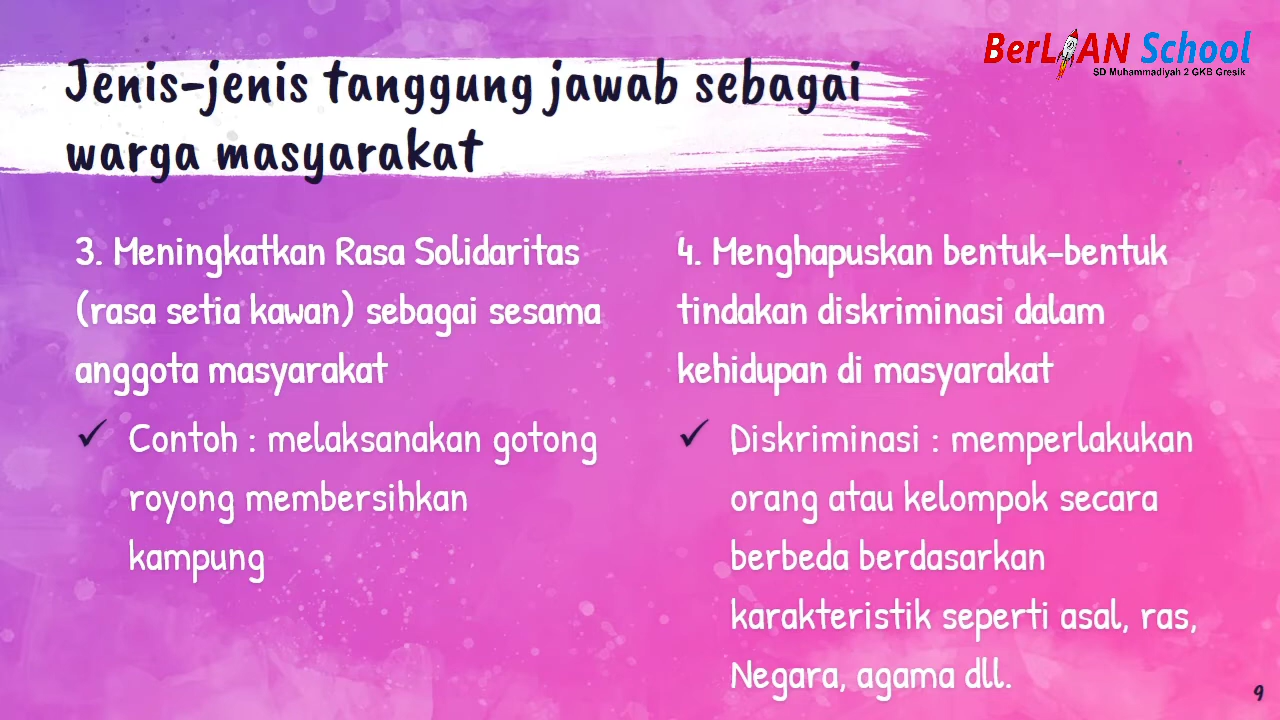 BerLIAN School
SD Muhammadiyah 2 GKB Gresik
Jenis-jenis tanggung jawab sebagai
warga masyarakat
3. Meningkatkan Rasa Solidaritas
(rasa setia kawan) sebagai sesama
anggota masyarakat
✓ Contoh : melaksanakan gotong
royong membersihkan
kampung
4. Menghapuskan bentuk-bentuk
tindakan diskriminasi dalam
kehidupan di masyarakat
✓ Diskriminasi : memperlakukan
orang atau kelompok secara
berbeda berdasarkan
karakteristik seperti asal, ras,
Negara, agama dll.
9